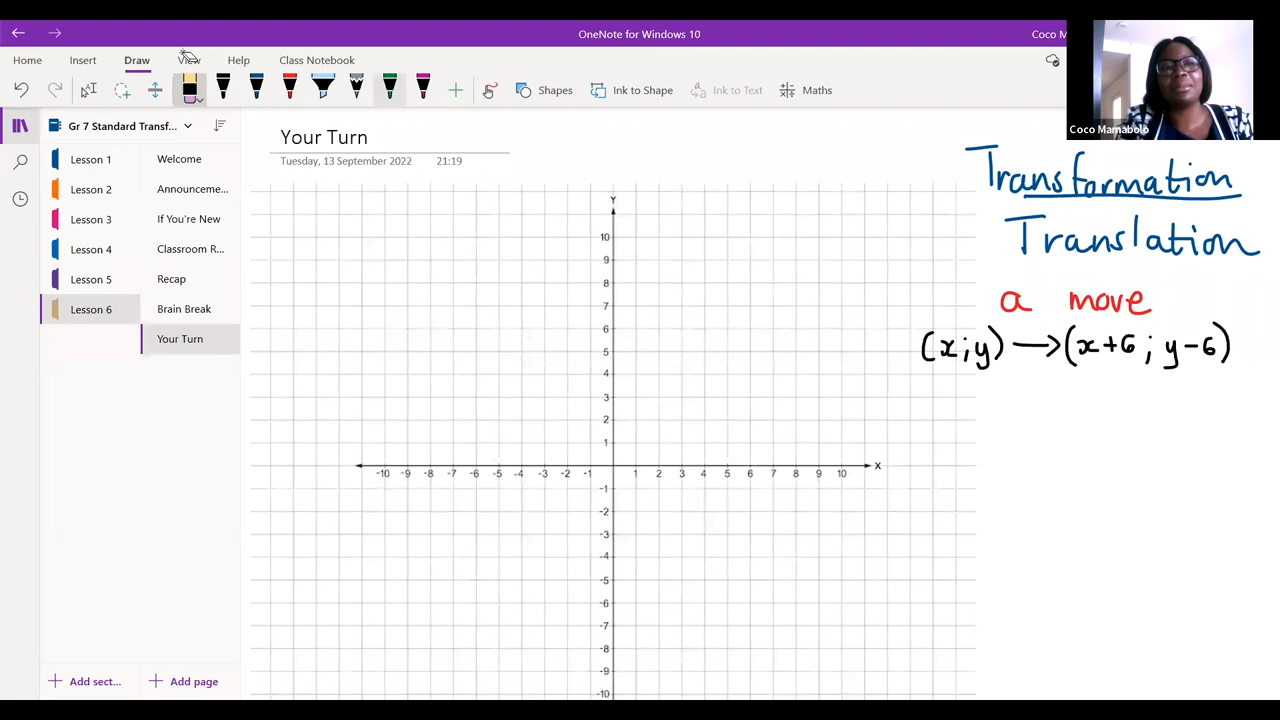 OneNote for Windows 10
Coco Mam
Home Insert Draw View Help Class Notebook
Shapes Ink to Shape Ink to Text Maths
Coco Mamabolo
Gr 7 Standard Transf...
Lesson 1
Lesson 2
Lesson 3
Lesson 4
Lesson 5
Lesson 6
Welcome
Announceme...
If You're New
Classroom R...
Recap
Brain Break
Your Turn
Add sect...
Add page
Your Turn
Tuesday, 13 September 2022 21:19
Y
10
9
8
7
6
5
4
3
2
1
-10 -9 -8 -7 -6 -5 -4 -3 -2 -1 1 2 3 4 5 6 7 8 9 10 X
-1
-2
-3
-4
-5
-6
-7
-8
-9
-10
Transformation
Translation
a move
(x;y) → (x+6; y-6)